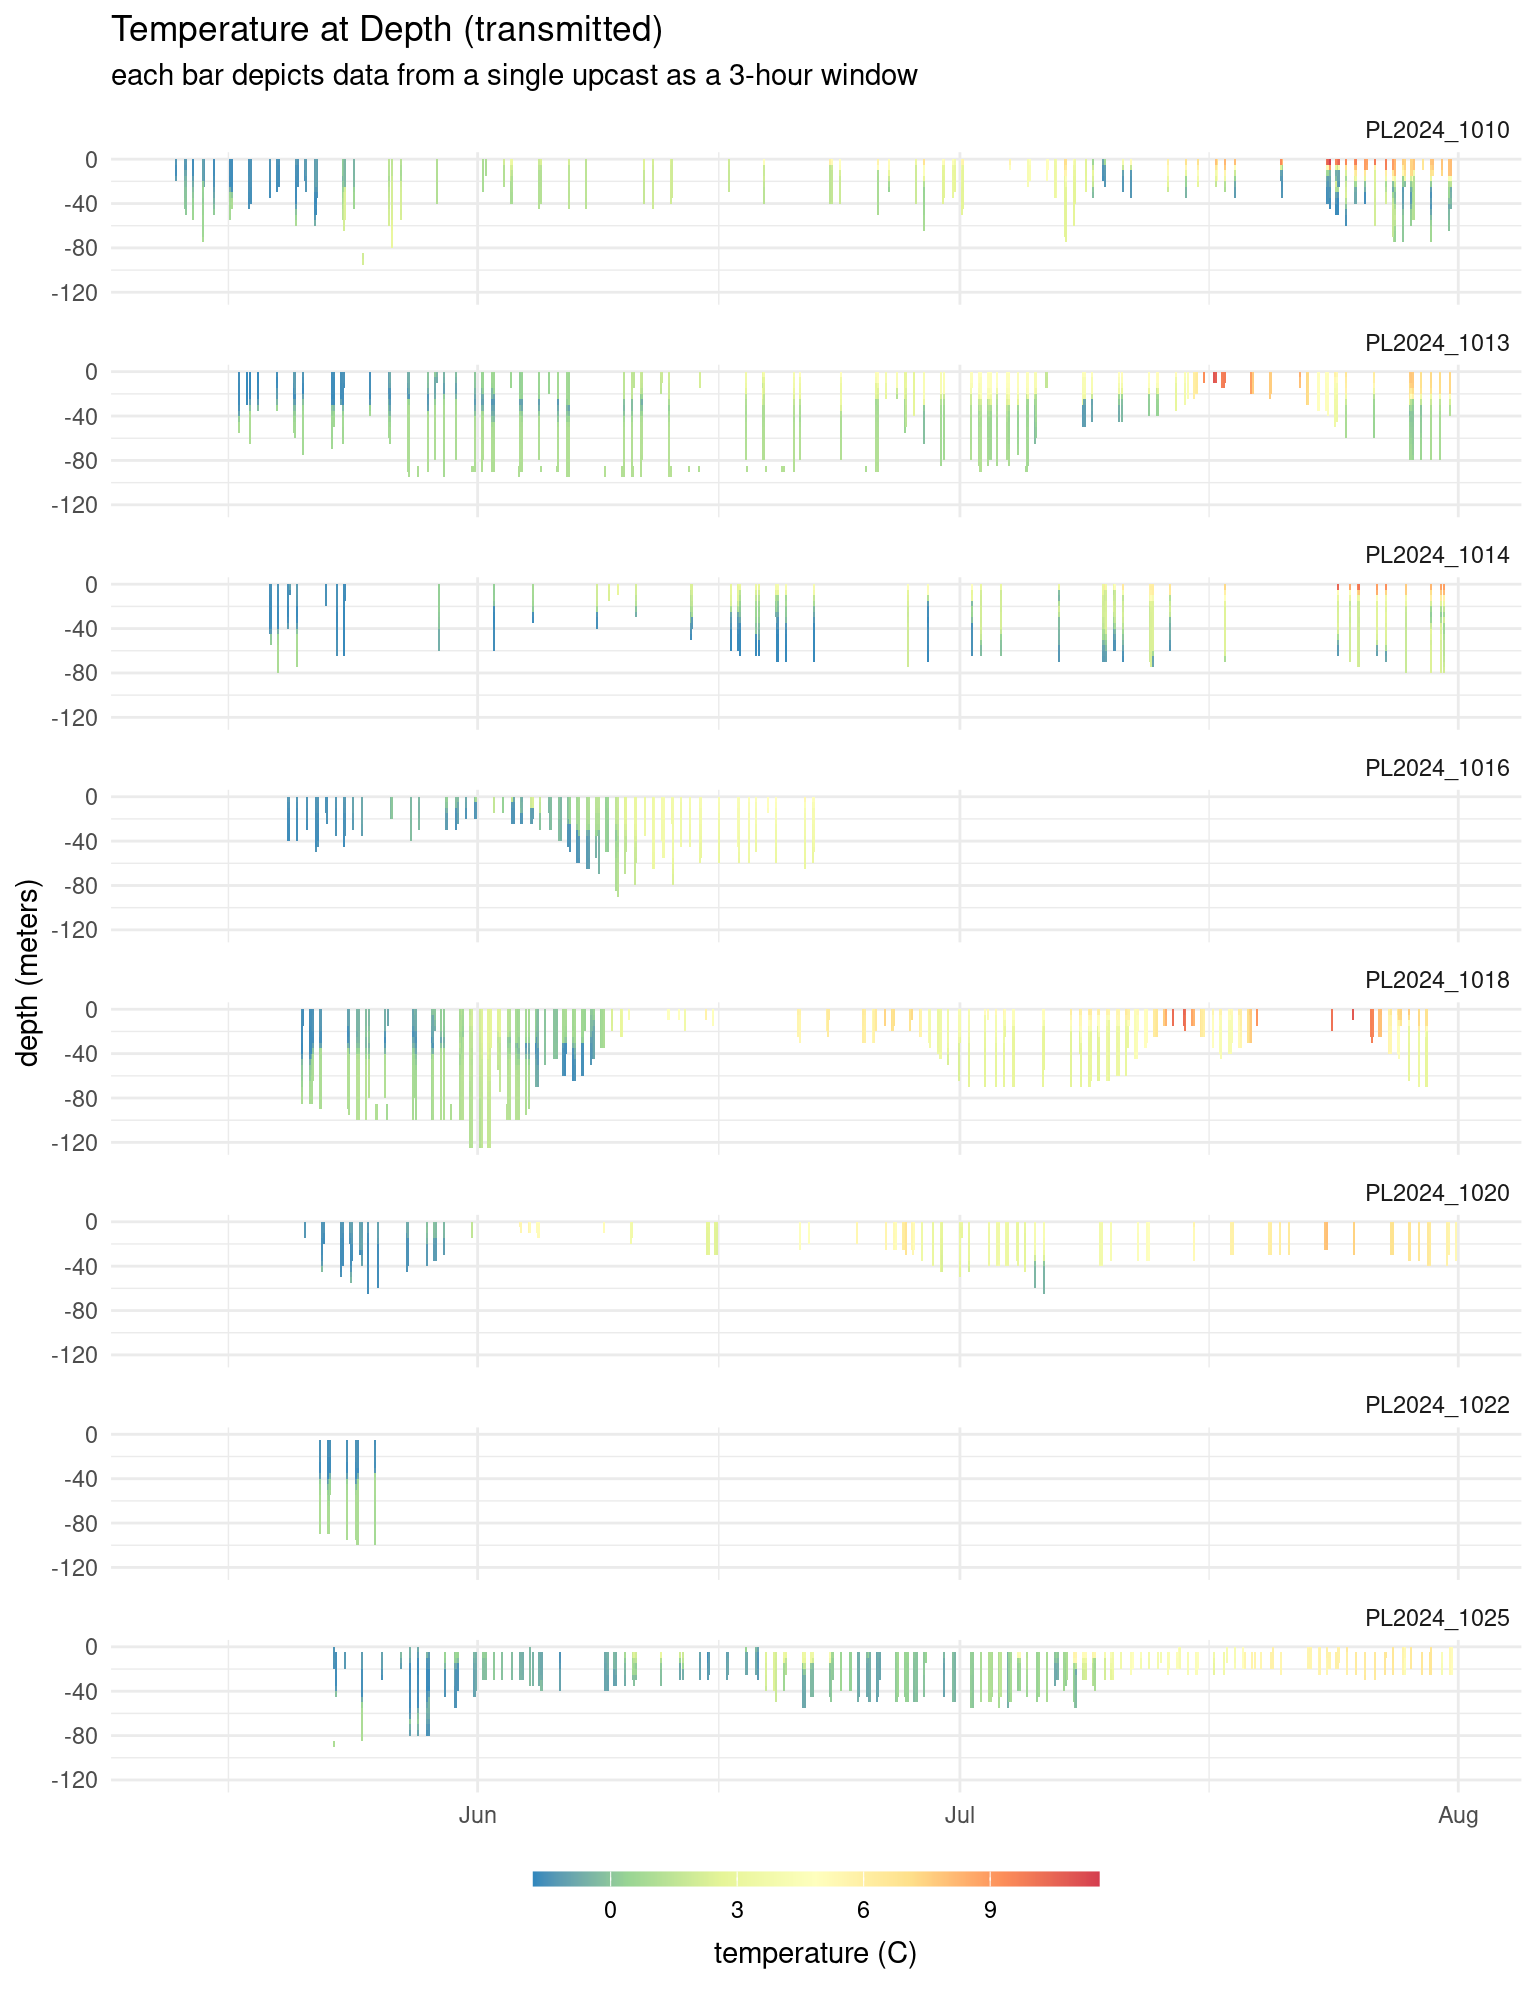 Temperature at Depth (transmitted)
each bar depicts data from a single upcast as a 3-hour window
PL2024_1010
0
-40
-80
-120
PL2024_1013
0
-40
-80
-120
PL2024_1014
0
-40
-80
-120
PL2024_1016
0
-40
-80
-120
depth (meters)
PL2024_1018
0
-40
-80
-120
PL2024_1020
0
-40
-80
-120
PL2024_1022
0
-40
-80
-120
PL2024_1025
0
-40
-80
-120
Jun Jul Aug
0 3 6 9
temperature (C)